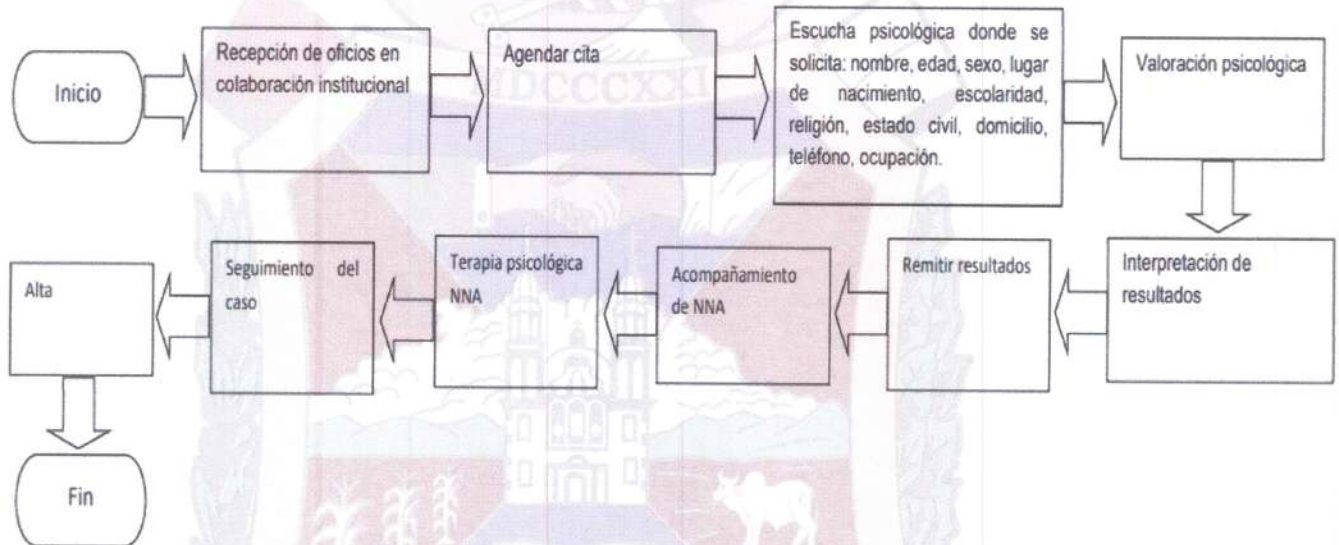 Inicio
Recepción de oficios en
colaboración institucional
Agendar cita
Escucha psicológica donde se
solicita: nombre, edad, sexo, lugar
de nacimiento, escolaridad,
religión, estado civil, domicilio,
teléfono, ocupación.
Valoración psicológica
Interpretación de
resultados
Remitir resultados
Acompañamiento
de NNA
Terapia psicológica
NNA
Seguimiento del
caso
Alta
Fin
MDCCCXXI